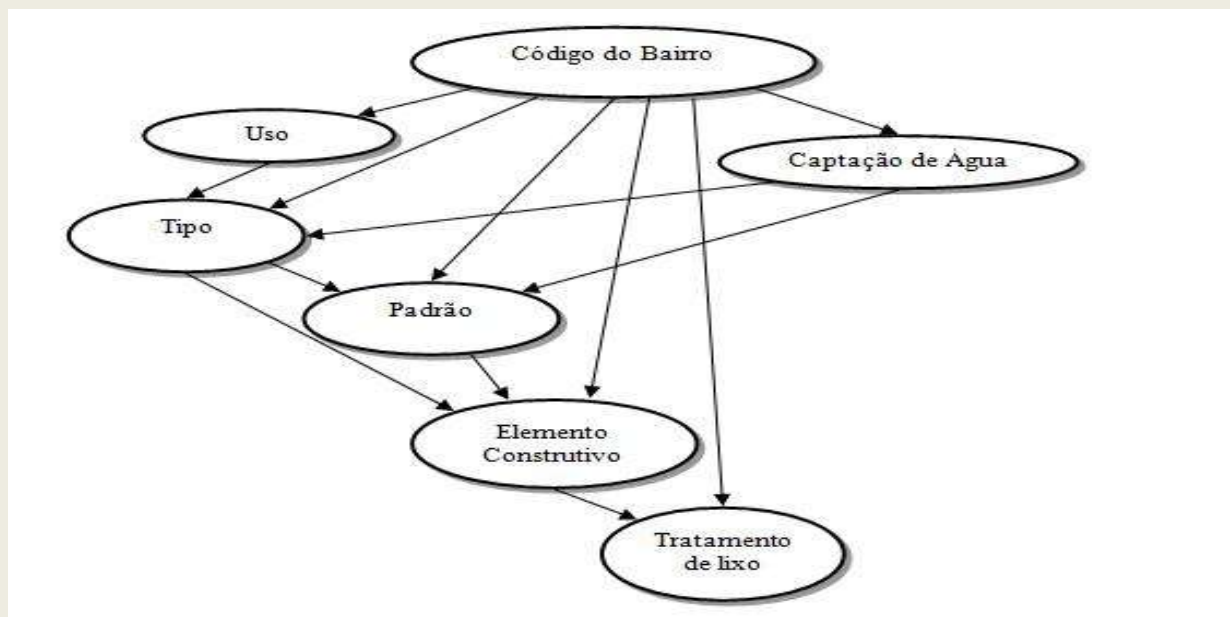 Código do Bairro
Uso
Captação de Água
Tipo
Padrão
Elemento
Construtivo
Tratamento
de lixo